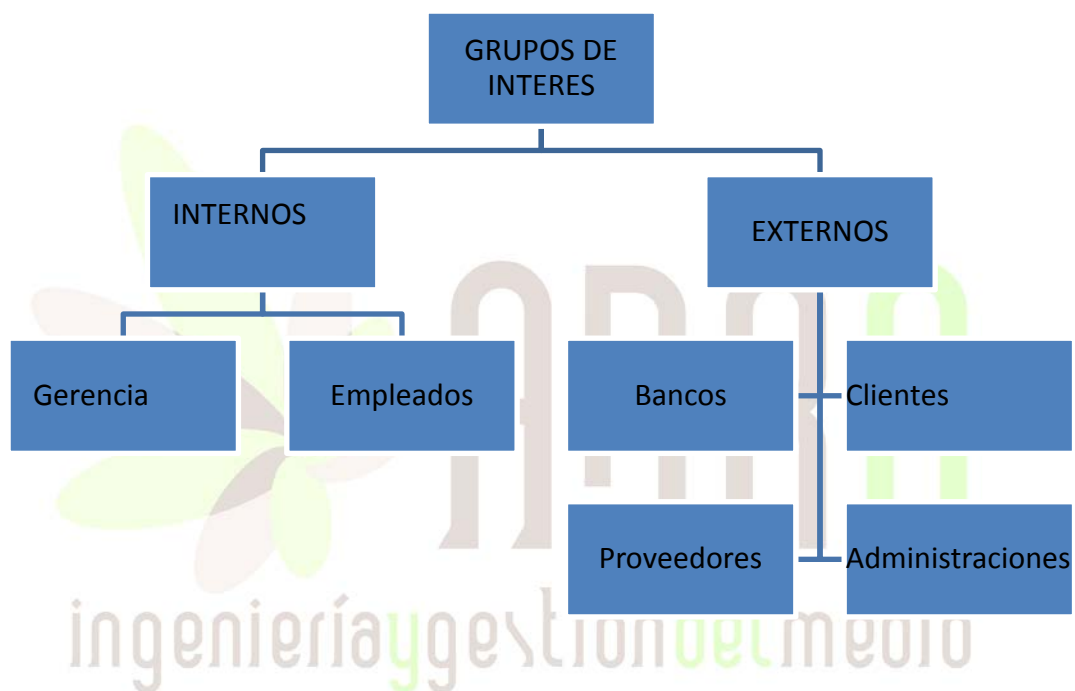 GRUPOS DE
INTERES
INTERNOS
EXTERNOS
Gerencia
Empleados
Bancos
Clientes
Proveedores
Administraciones
ingenieríaygestióndelmedio